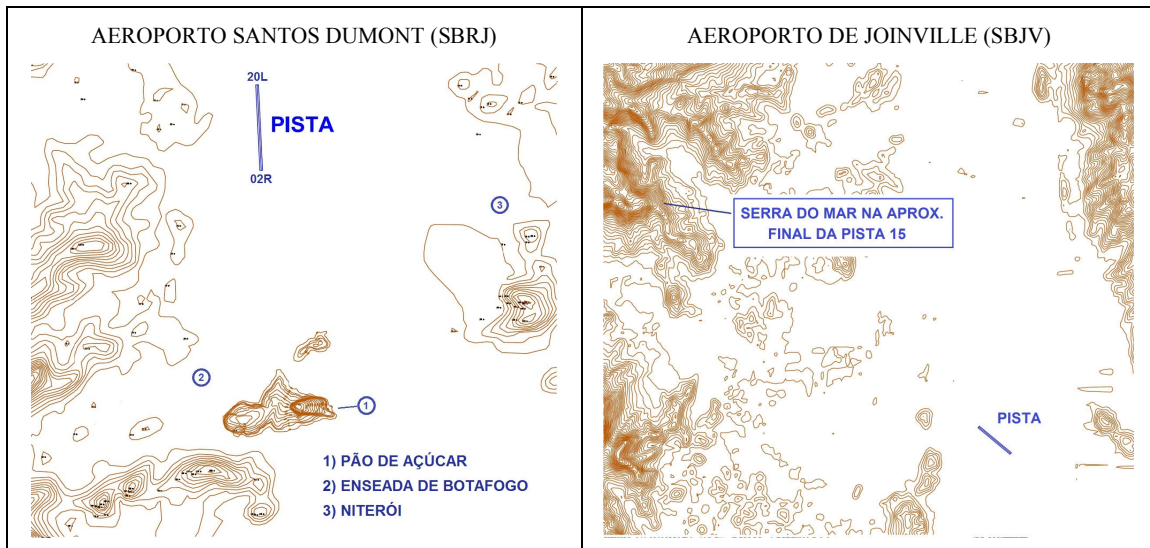 AEROPORTO SANTOS DUMONT (SBRJ)
20L
PISTA
02R
3
2
1
1) PÃO DE AÇÚCAR
2) ENSEADA DE BOTAFOGO
3) NITERÓI
AEROPORTO DE JOINVILLE (SBJV)
SERRA DO MAR NA APROX.
FINAL DA PISTA 15
PISTA